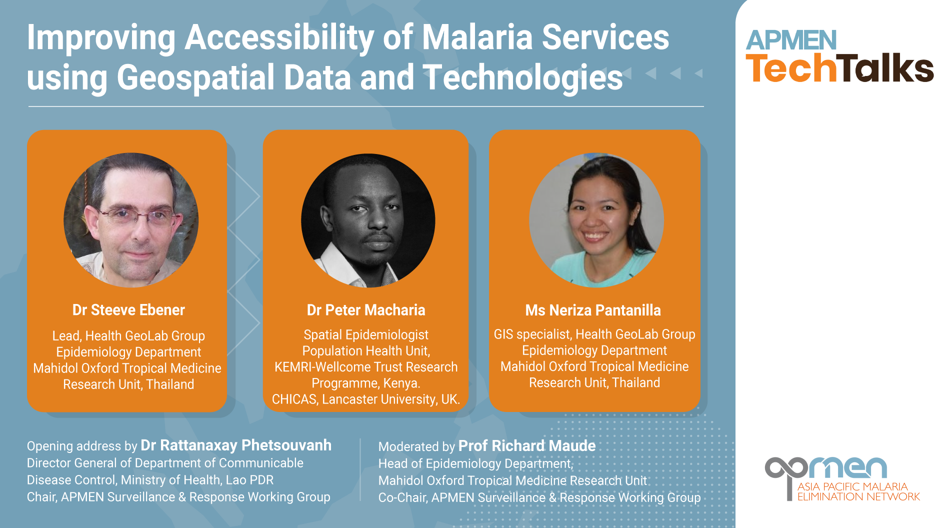 Improving Accessibility of Malaria Services
using Geospatial Data and Technologies
APMEN
TechTalks
Dr Steeve Ebener
Lead, Health GeoLab Group
Epidemiology Department
Mahidol Oxford Tropical Medicine
Research Unit, Thailand
Dr Peter Macharia
Spatial Epidemiologist
Population Health Unit,
KEMRI-Wellcome Trust Research
Programme, Kenya.
CHICAS, Lancaster University, UK.
Ms Neriza Pantanilla
GIS specialist, Health GeoLab Group
Epidemiology Department
Mahidol Oxford Tropical Medicine
Research Unit, Thailand
Opening address by Dr Rattanaxay Phetsouvanh
Director General of Department of Communicable
Disease Control, Ministry of Health, Lao PDR
Chair, APMEN Surveillance & Response Working Group
Moderated by Prof Richard Maude
Head of Epidemiology Department,
Mahidol Oxford Tropical Medicine Research Unit
Co-Chair, APMEN Surveillance & Response Working Group
apmen
ASIA PACIFIC MALARIA
ELIMINATION NETWORK